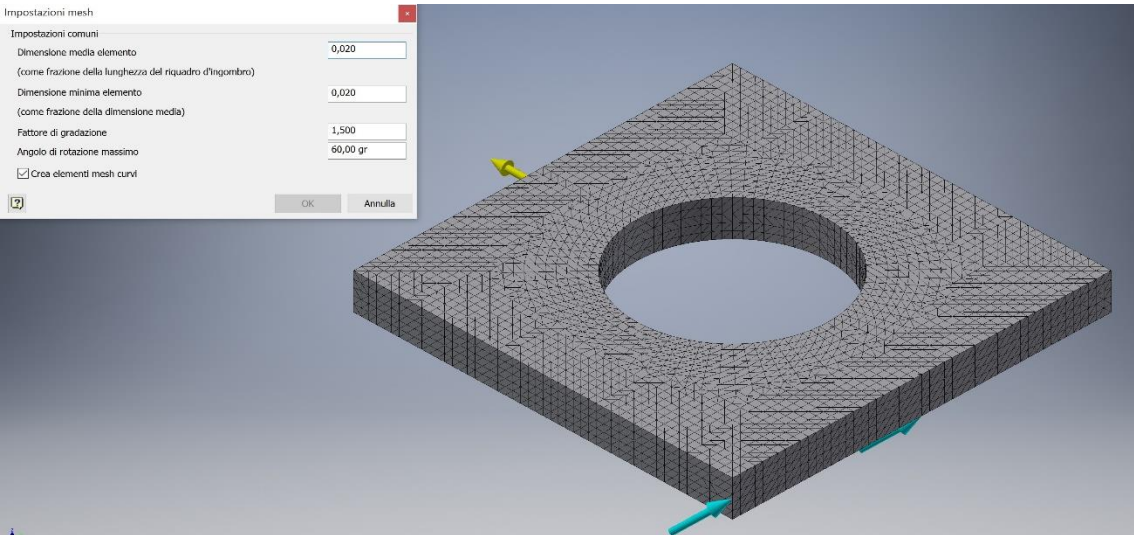 Impostazioni mesh
Impostazioni comuni
Dimensione media elemento 0,020
(come frazione della lunghezza del riquadro d'ingombro)
Dimensione minima elemento 0,020
(come frazione della dimensione media)
Fattore di gradazione 1,500
Angolo di rotazione massimo 60,00 gr
Crea elementi mesh curvi
OK Annulla